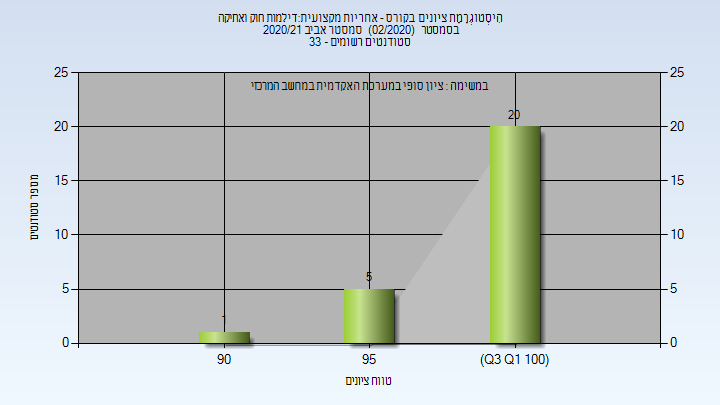 היסטוגרמת ציונים בקורס - אחריות מקצועית:דילמות חוק ואתיקה
בסמסטר (02/2020) סמסטר אביב 2020/21
סטודנטים רשומים - 33
במשימה : ציון סופי במערכת האקדמית במחשב המרכזי
25
25
20
20
20
15
15
10
10
5
5
5
1
0
0
מספר סטודנטים
90
95
(Q3 Q1 100)
טווח ציונים